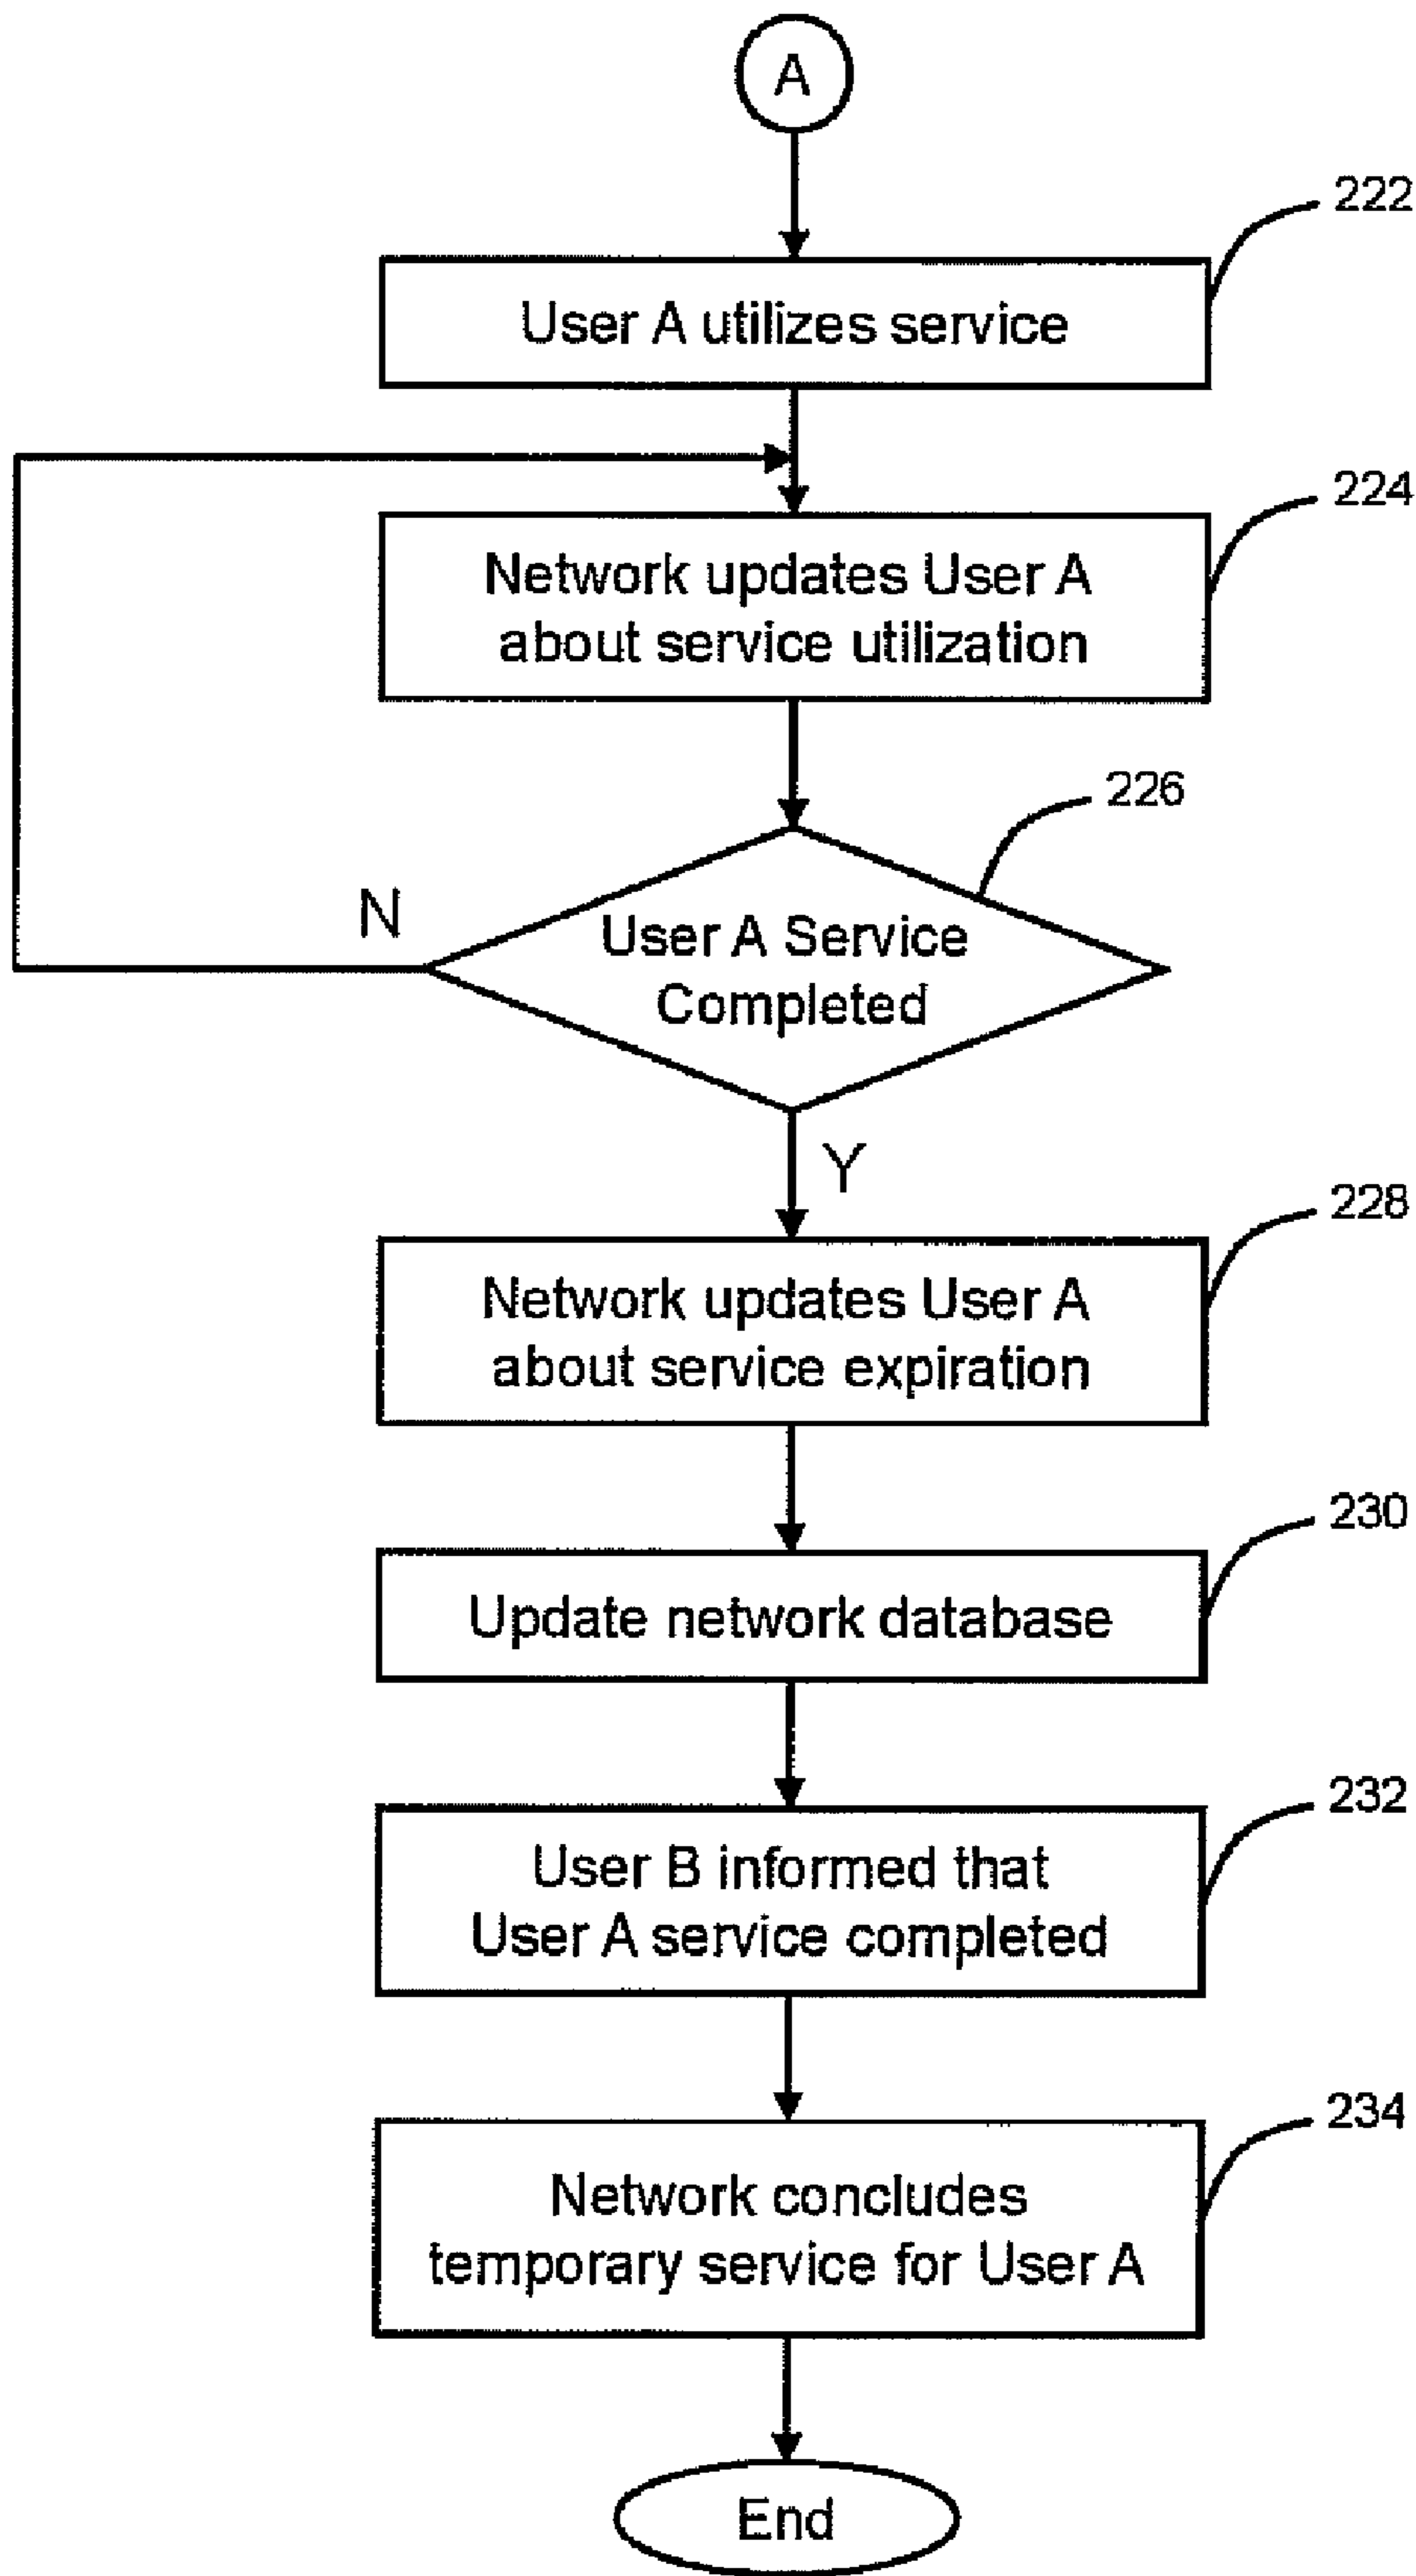 A
222
User A utilizes service
224
Network updates User A
about service utilization
226
N
User A Service
Completed
Y
228
Network updates User A
about service expiration
230
Update network database
232
User B informed that
User A service completed
234
Network concludes
temporary service for User A
End